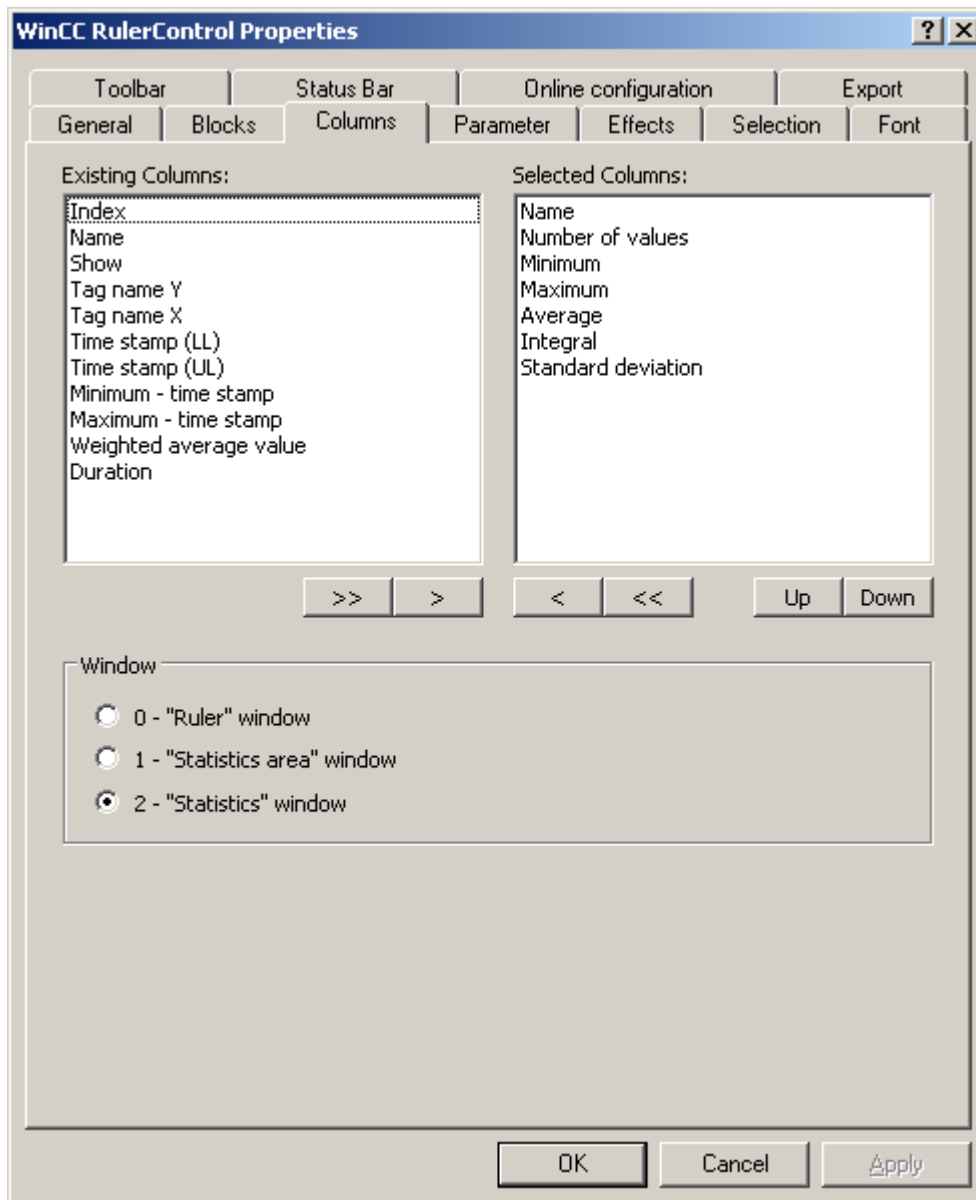 WinCC RulerControl Properties
Toolbar Status Bar Online configuration Export
General Blocks Columns Parameter Effects Selection Font
Existing Columns:
Index
Name
Show
Tag name Y
Tag name X
Time stamp (LL)
Time stamp (UL)
Minimum - time stamp
Maximum - time stamp
Weighted average value
Duration
Selected Columns:
Name
Number of values
Minimum
Maximum
Average
Integral
Standard deviation
>> > < << Up Down
Window
0 - "Ruler" window
1 - "Statistics area" window
2 - "Statistics" window
OK Cancel Apply